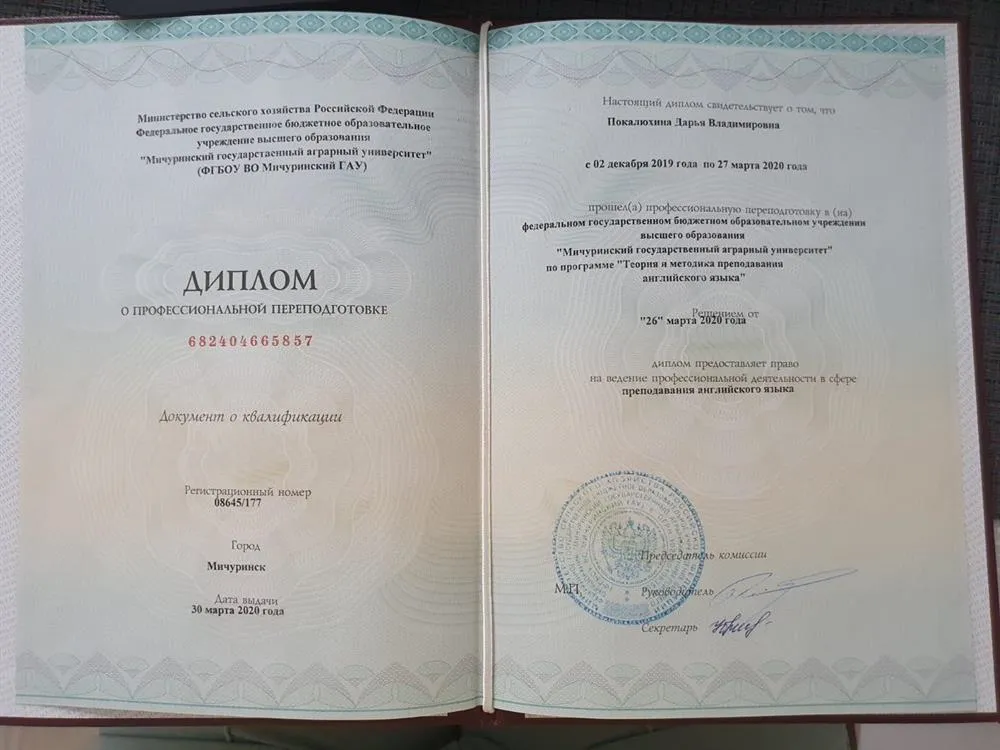 Министерство сельского хозяйства Российской Федерации
Федеральное государственное бюджетное образовательное
учреждение высшего образования
"Мичуринский государственный аграрный университет"
(ФГБОУ ВО Мичуринский ГАУ)
ДИПЛОМ
О ПРОФЕССИОНАЛЬНОЙ ПЕРЕПОДГОТОВКЕ
682404665857
Документ о квалификации
Регистрационный номер
08645/177
Город
Мичуринск
Дата выдачи
30 марта 2020 года
Настоящий диплом свидетельствует о том, что
Покалюхина Дарья Владимировна
с 02 декабря 2019 года по 27 марта 2020 года
прошел(а) профессиональную переподготовку в (на)
федеральном государственном бюджетном образовательном учреждении
высшего образования
"Мичуринский государственный аграрный университет"
по программе "Теория и методика преподавания
английского языка"
Решением от
"26" марта 2020 года
диплом предоставляет право
на ведение профессиональной деятельности в сфере
преподавания английского языка
Председатель комиссии
М.П.
Руководитель
Секретарь